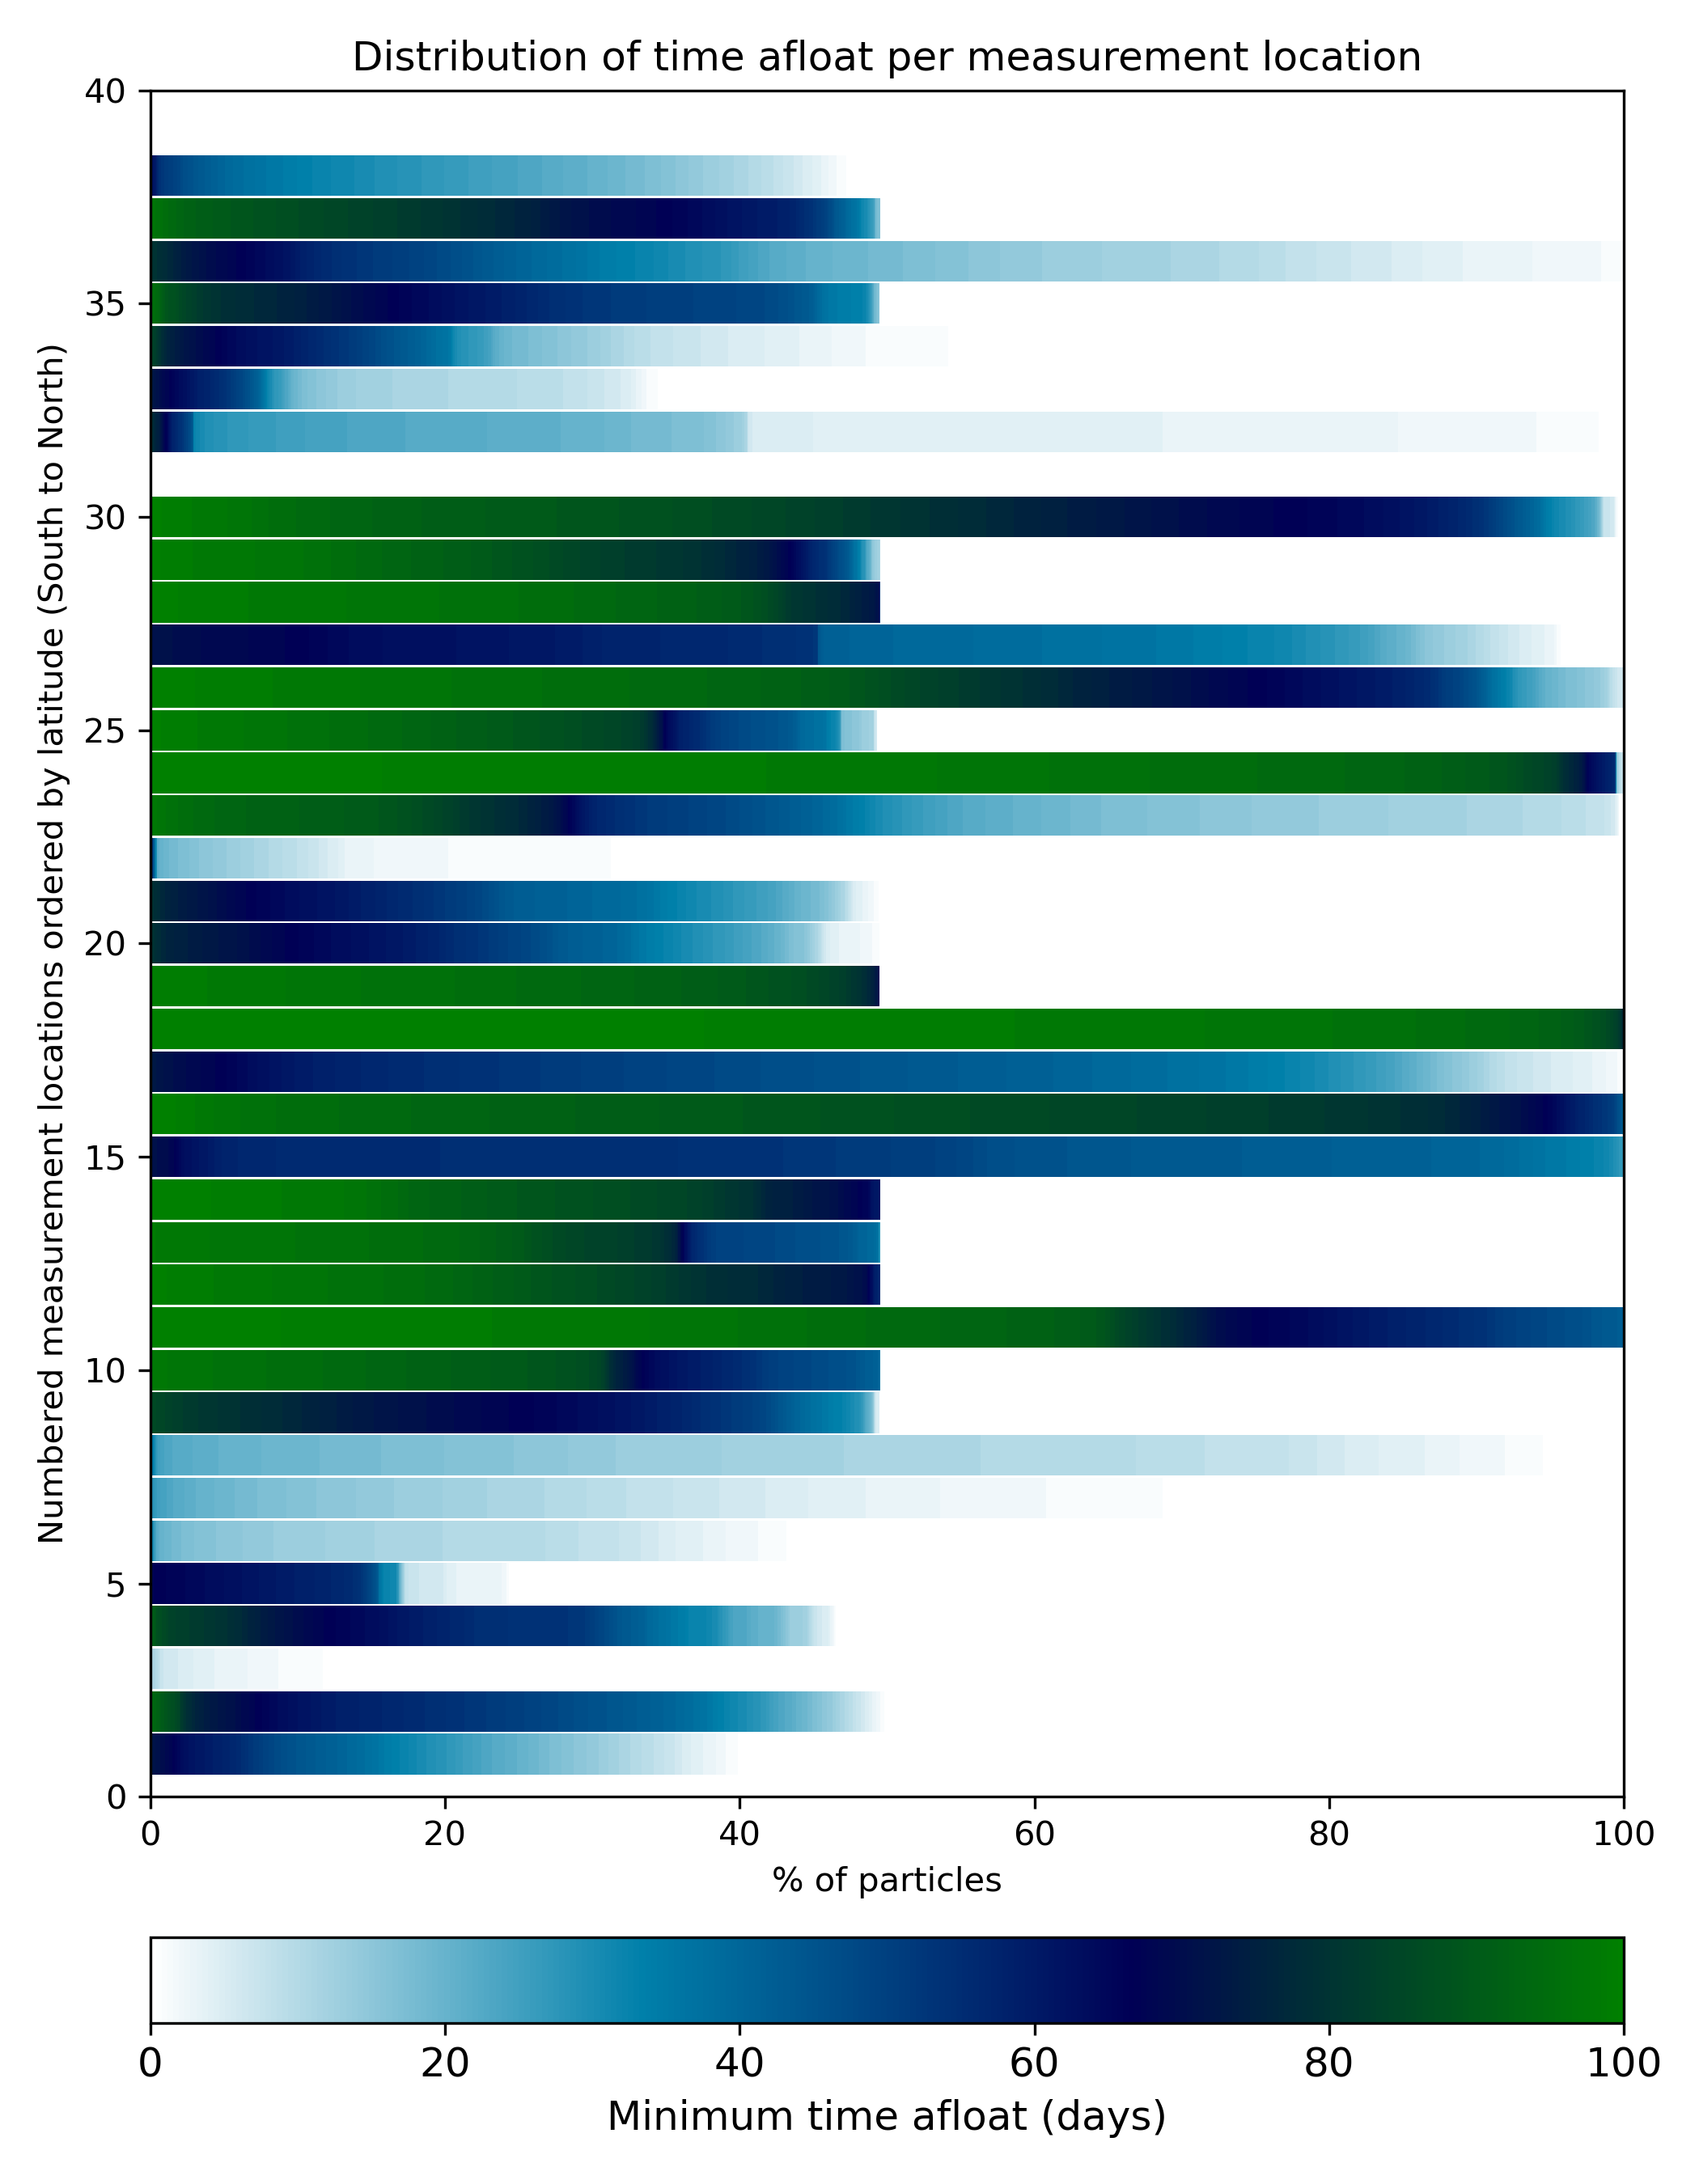 Distribution of time afloat per measurement location
Numbered measurement locations ordered by latitude (South to North)
40
35
30
25
20
15
10
5
0
0 20 40 60 80 100
% of particles
0 20 40 60 80 100
Minimum time afloat (days)